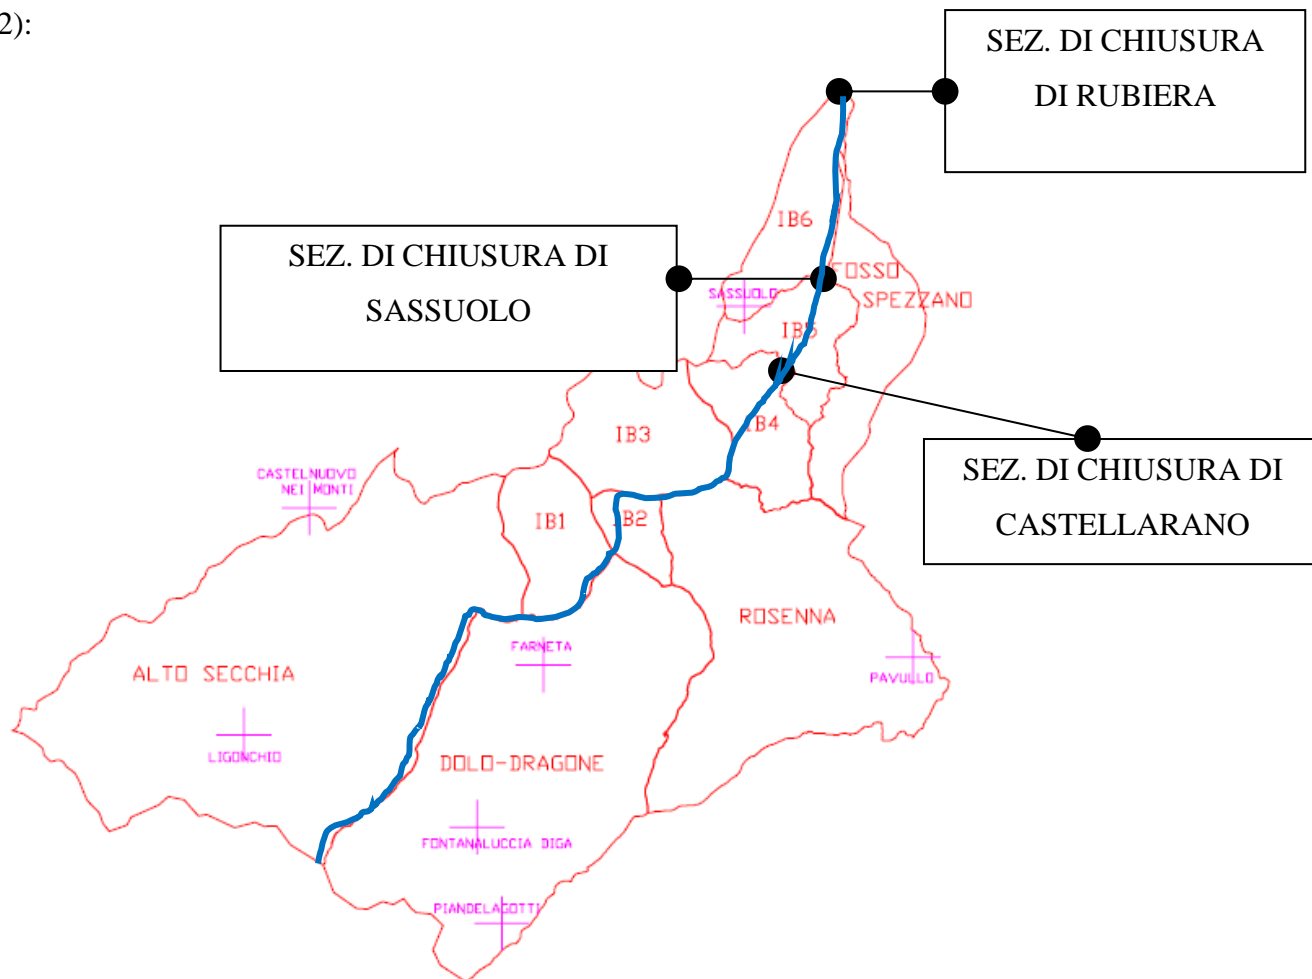 2):
SEZ. DI CHIUSURA
DI RUBIERA
IB6
SEZ. DI CHIUSURA DI
SASSUOLO
FOSSO
SPEZZANO
SASSUOLO
IB5
IB4
IB3
SEZ. DI CHIUSURA DI
CASTELLARANO
CASTELNUOVO
NEI MONTI
IB1
IB2
ROSENNA
FARNETA
PAVULLO
ALTO SECCHIA
LIGONCHIO
DOLO-DRAGONE
FONTANALUCCIA DIGA
PIANDELAGOTTI